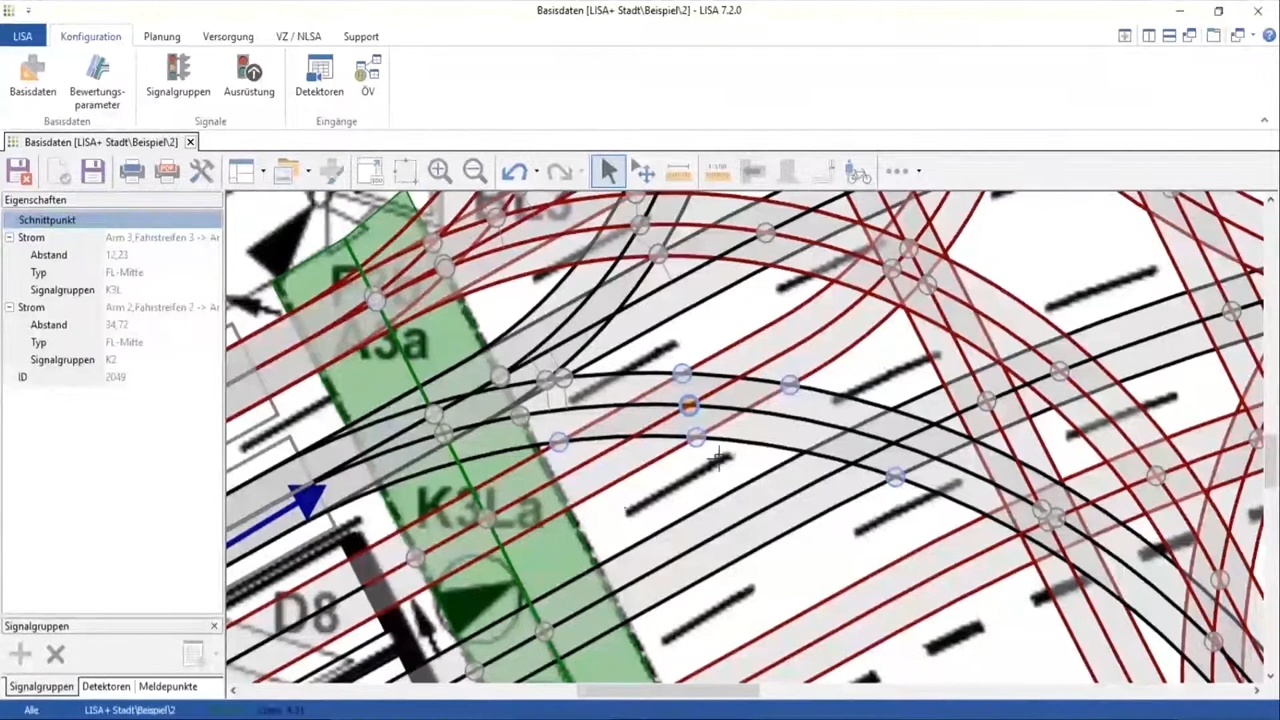 Basisdaten [LISA+ Stadt\Beispiel\2] - LISA 7.2.0
LISA
Konfiguration
Planung
Versorgung
VZ / NLSA
Support
Basisdaten
Bewertungs-
parameter
Signalgruppen
Ausrüstung
Detektoren
ÖV
Basisdaten
Signale
Eingänge
Basisdaten [LISA+ Stadt\Beispiel\2]
Eigenschaften
Schnittpunkt
Strom Arm 3,Fahrstreifen 3 -> Ar
Abstand 12,23
Typ FL-Mitte
Signalgruppen K3L
Strom Arm 2,Fahrstreifen 2 -> Ar
Abstand 34,72
Typ FL-Mitte
Signalgruppen K2
ID 2049
A3a
K3La
D8
Signalgruppen
Signalgruppen
Detektoren
Meldepunkte
Alle
LISA+ Stadt\Beispiel\2